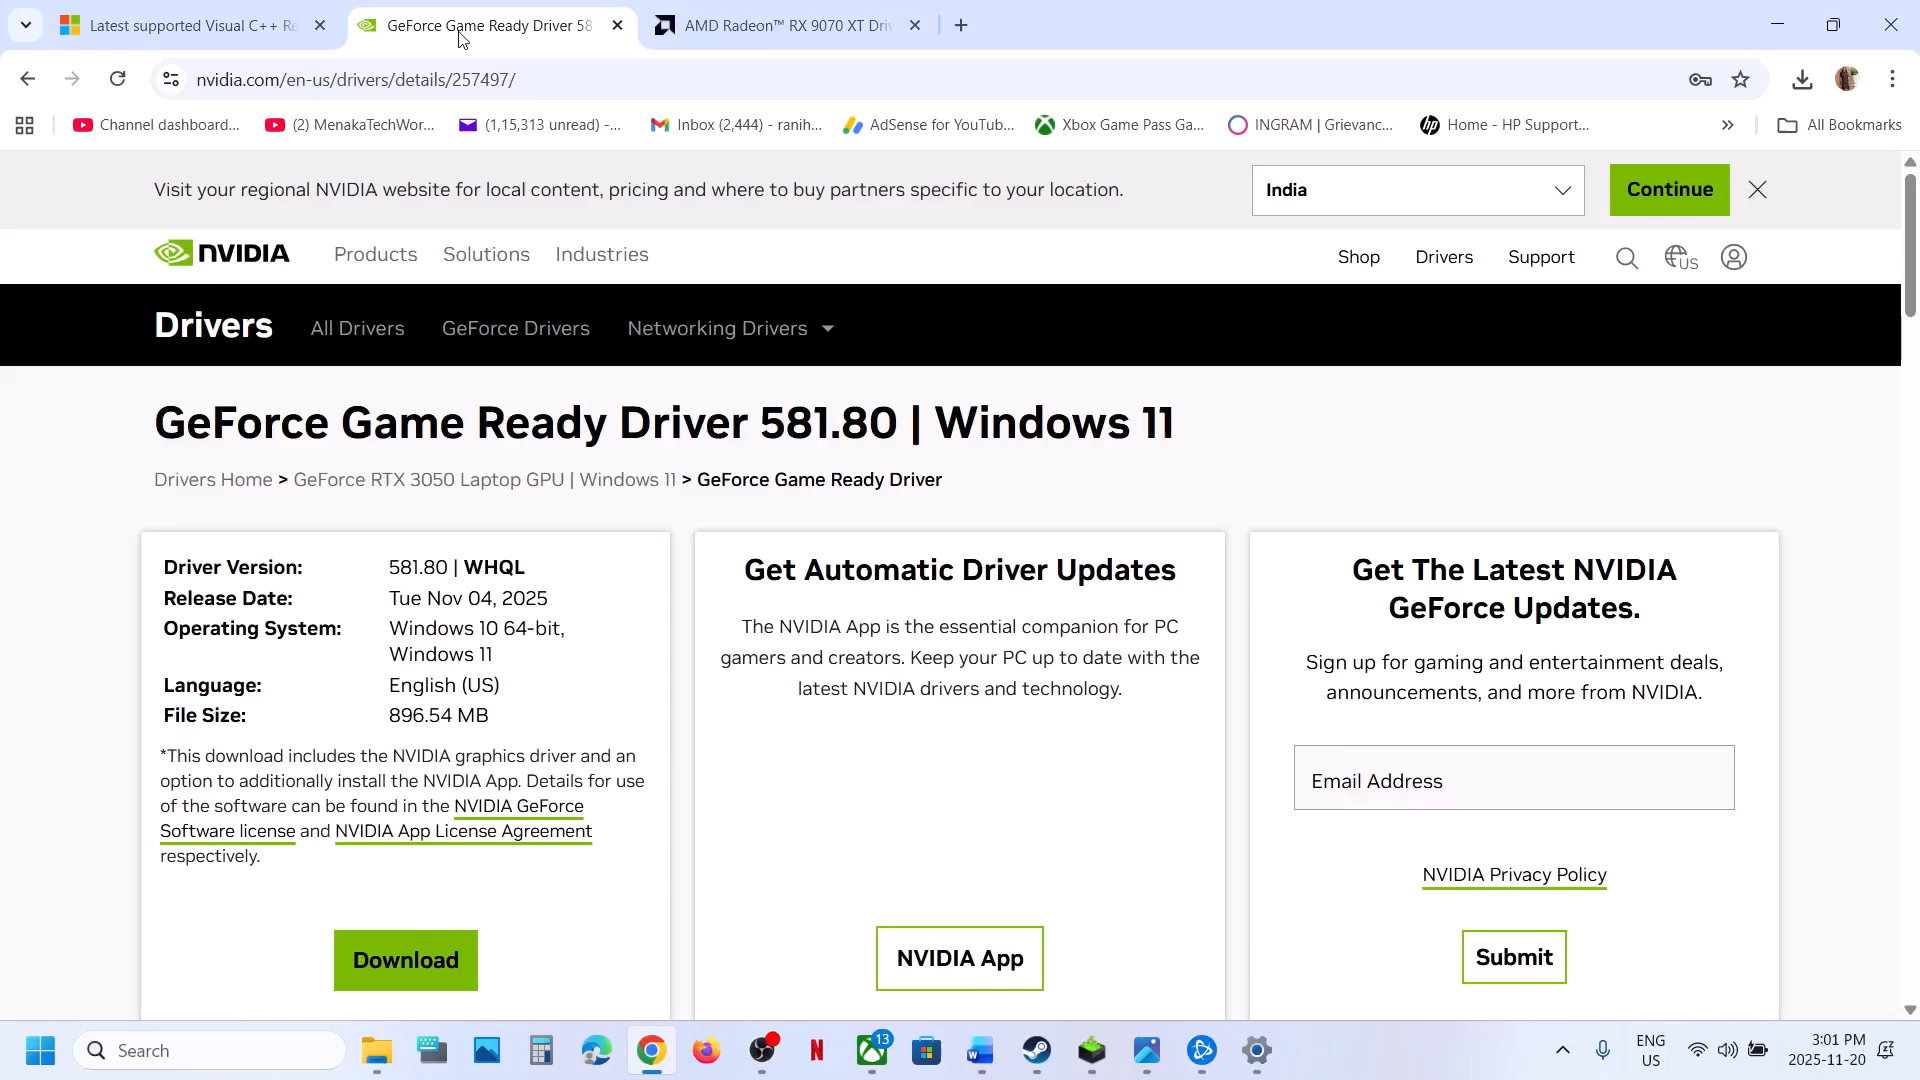 Latest supported Visual C++ Re
GeForce Game Ready Driver 58
AMD Radeon™ RX 9070 XT Driv
nvidia.com/en-us/drivers/details/257497/
Channel dashboard...
(2) MenakaTechWor...
(1,15,313 unread) -...
Inbox (2,444) - ranih...
AdSense for YouTub...
Xbox Game Pass Ga...
INGRAM | Grievanc...
Home - HP Support...
All Bookmarks
Visit your regional NVIDIA website for local content, pricing and where to buy partners specific to your location.
India
Continue
NVIDIA
Products
Solutions
Industries
Shop
Drivers
Support
US
Drivers
All Drivers
GeForce Drivers
Networking Drivers
GeForce Game Ready Driver 581.80 | Windows 11
Drivers Home > GeForce RTX 3050 Laptop GPU | Windows 11 > GeForce Game Ready Driver
Driver Version: 581.80 | WHQL
Release Date: Tue Nov 04, 2025
Operating System: Windows 10 64-bit,
Windows 11
Language: English (US)
File Size: 896.54 MB
*This download includes the NVIDIA graphics driver and an
option to additionally install the NVIDIA App. Details for use
of the software can be found in the NVIDIA GeForce
Software license and NVIDIA App License Agreement
respectively.
Download
Get Automatic Driver Updates
The NVIDIA App is the essential companion for PC
gamers and creators. Keep your PC up to date with the
latest NVIDIA drivers and technology.
NVIDIA App
Get The Latest NVIDIA
GeForce Updates.
Sign up for gaming and entertainment deals,
announcements, and more from NVIDIA.
Email Address
NVIDIA Privacy Policy
Submit
Search
13
ENG
US
3:01 PM
2025-11-20